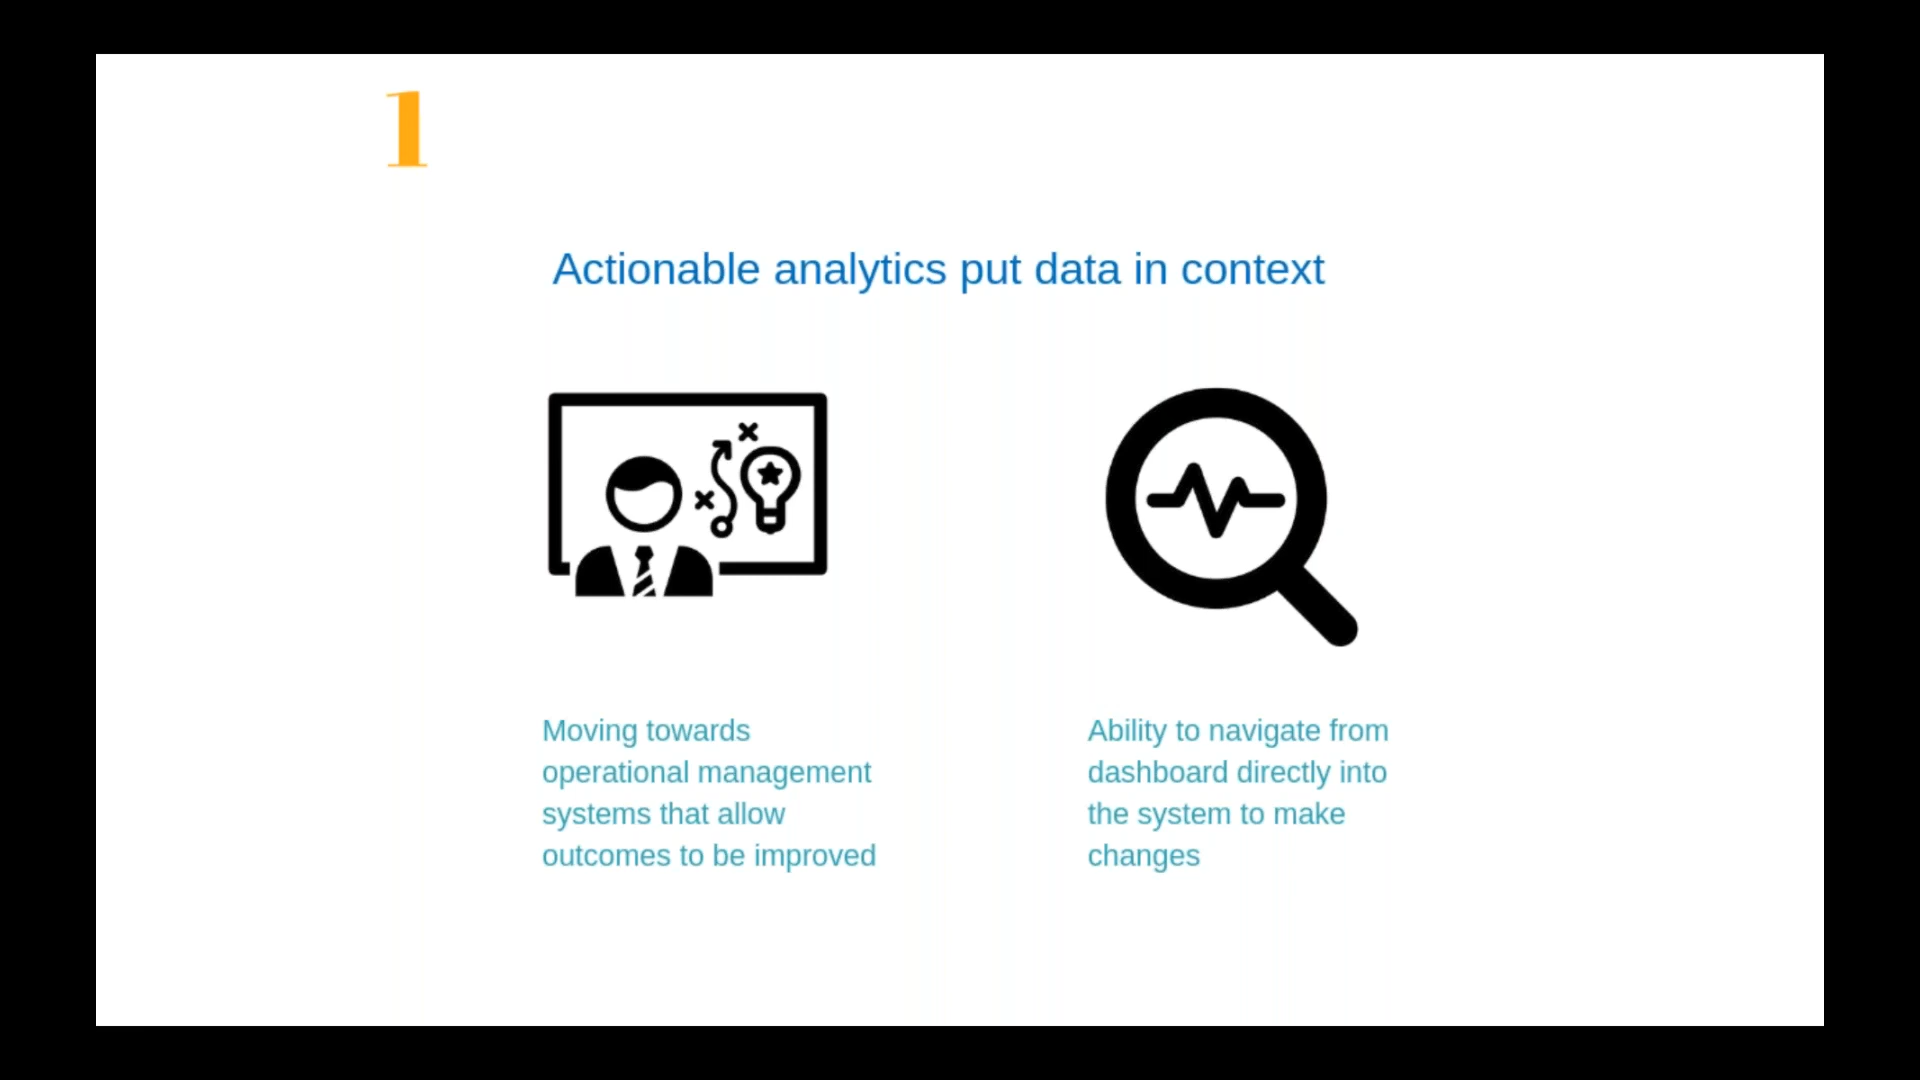 1
Actionable analytics put data in context
Moving towards
operational management
systems that allow
outcomes to be improved
Ability to navigate from
dashboard directly into
the system to make
changes